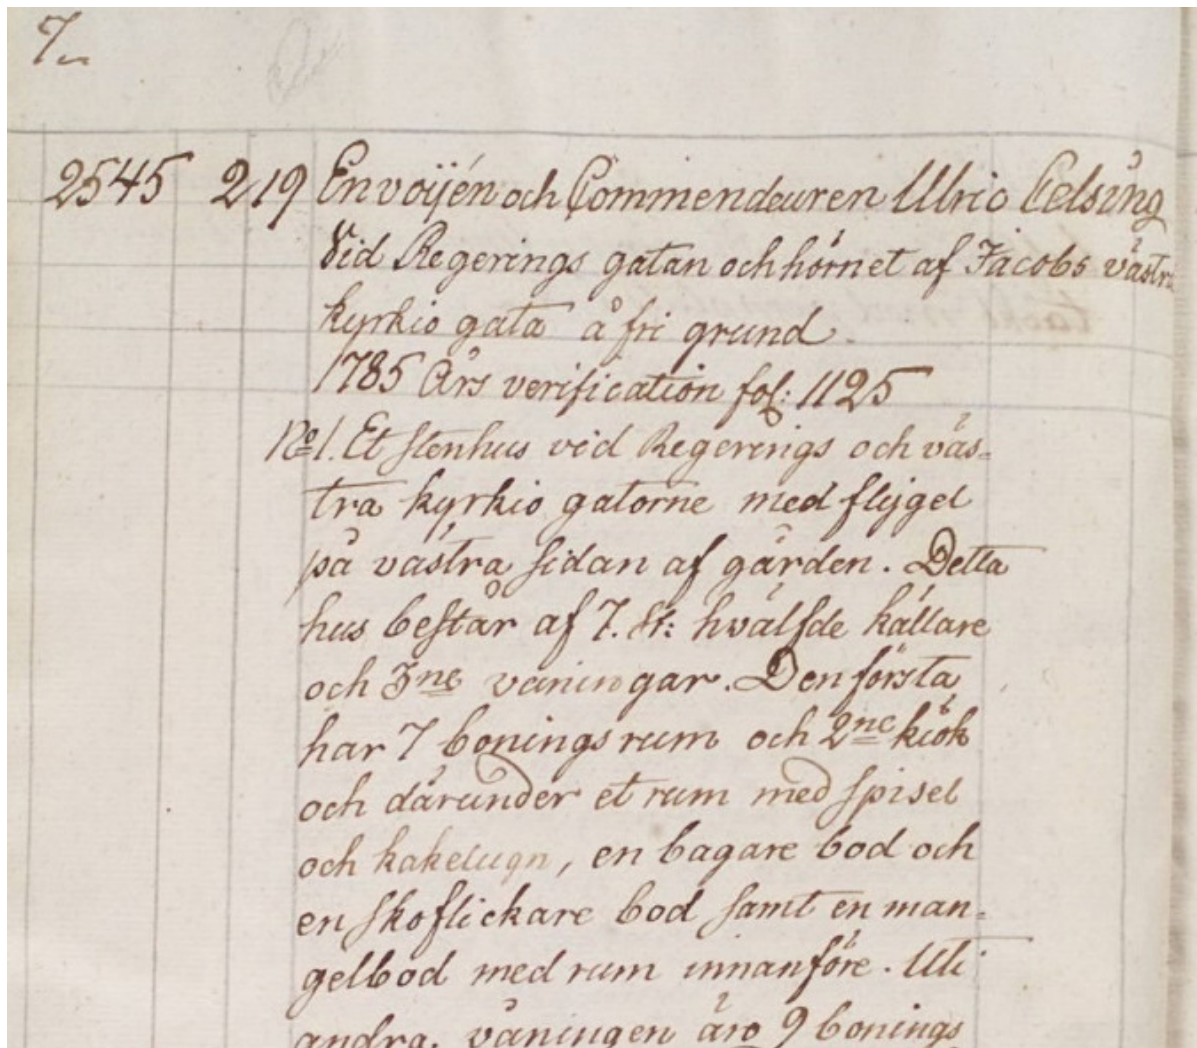 7
2545 219 Envoijén och Commendeuren Ulric Celsing
Vid Regerings gatan och hörnet af Jacobs västra
kyrkio gata å fri grund
1785 Års verification fol: 1125
No 1. Et stenhus vid Regerings och väs-
tra kyrkio gatorne med flygel
på västra sidan af gården. Detta
hus består af 7. st: hvälfde källare
och 3ne våningar. Den första
har 7 bonings rum och 2ne kiök
och därunder et rum med spisel
och kakelugn, en bagare bod och
en skoflickare bod samt en man-
gelbod med rum innanföre. Uti
andra våningen äro 9 bonings